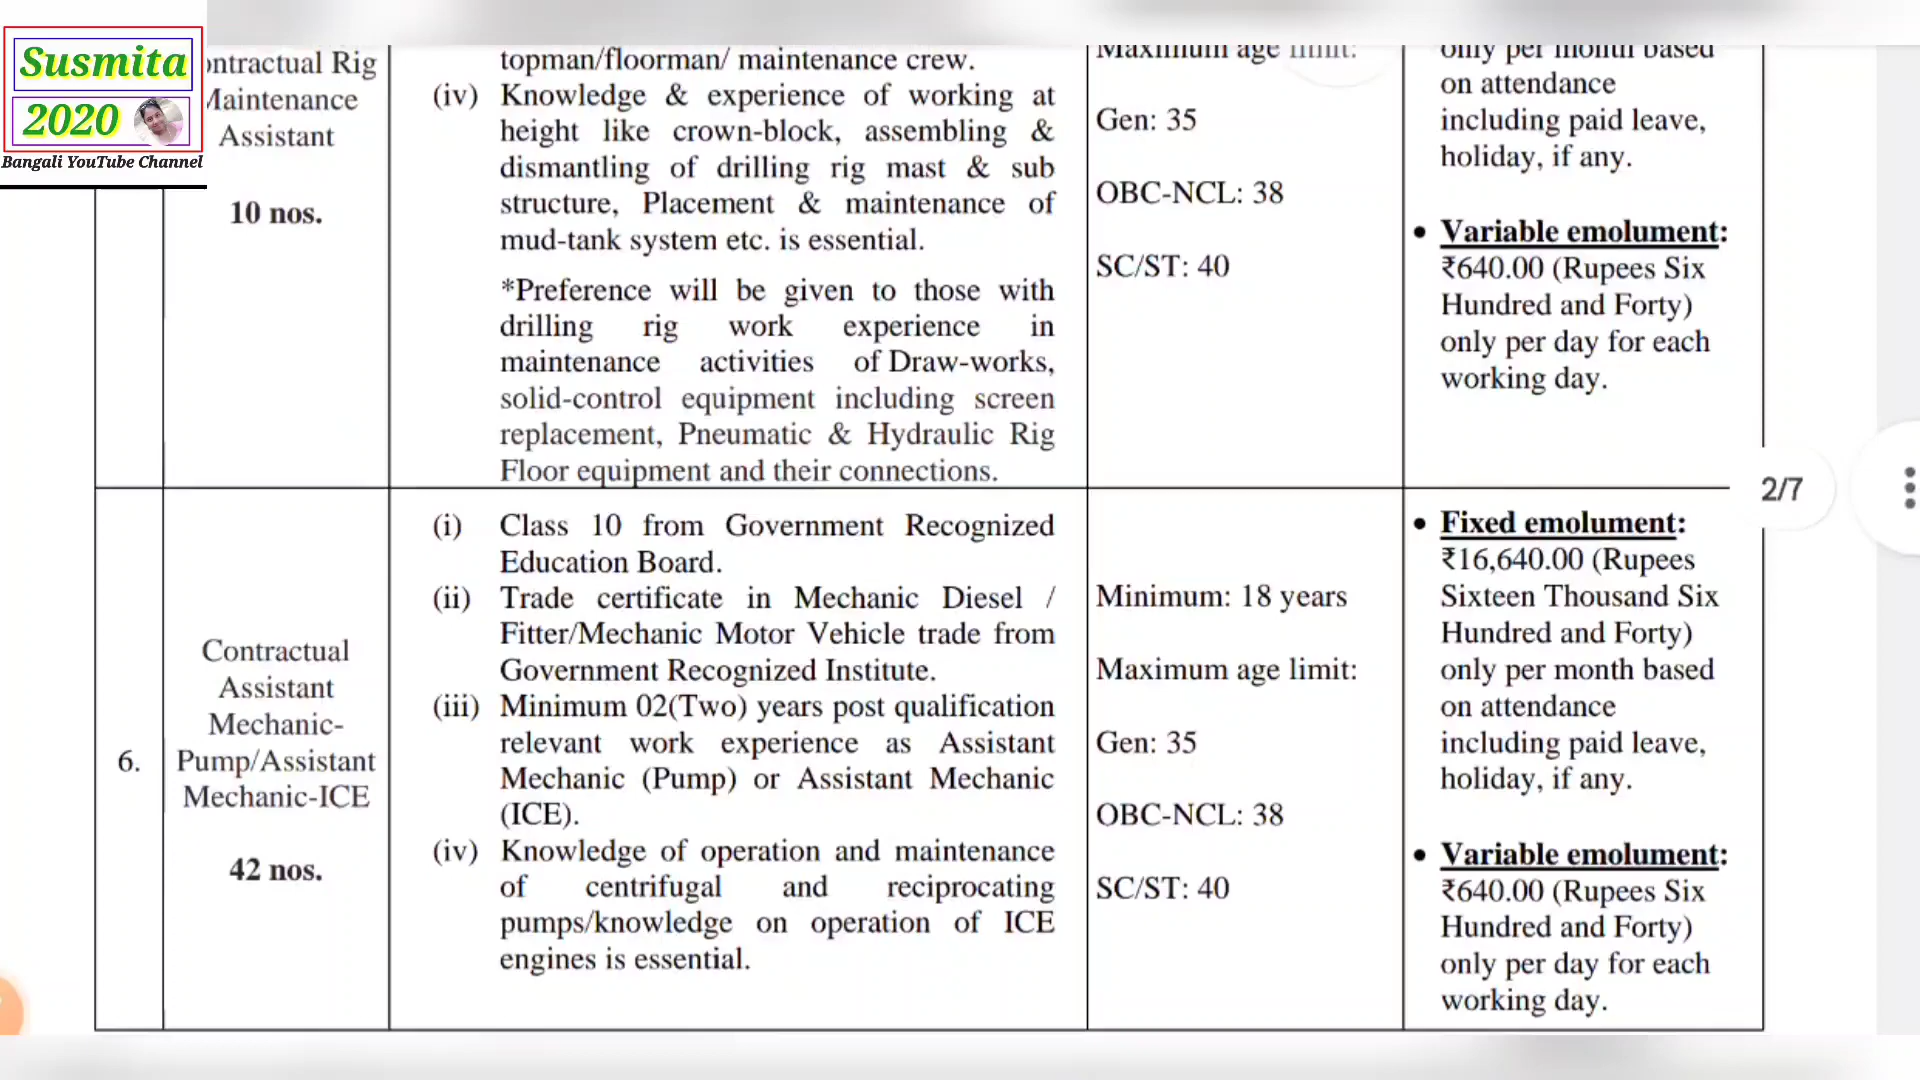 Susmita
2020
Bangali YouTube Channel
ontractual Rig
Maintenance
Assistant
10 nos.
topman/floorman/ maintenance crew.
(iv) Knowledge & experience of working at
height like crown-block, assembling &
dismantling of drilling rig mast & sub
structure, Placement & maintenance of
mud-tank system etc. is essential.
*Preference will be given to those with
drilling rig work experience in
maintenance activities of Draw-works,
solid-control equipment including screen
replacement, Pneumatic & Hydraulic Rig
Floor equipment and their connections.
Maximum age limit:
Gen: 35
OBC-NCL: 38
SC/ST: 40
only per month based
on attendance
including paid leave,
holiday, if any.
• Variable emolument:
₹640.00 (Rupees Six
Hundred and Forty)
only per day for each
working day.
2/7
6.
Contractual
Assistant
Mechanic-
Pump/Assistant
Mechanic-ICE
42 nos.
(i) Class 10 from Government Recognized
Education Board.
(ii) Trade certificate in Mechanic Diesel /
Fitter/Mechanic Motor Vehicle trade from
Government Recognized Institute.
(iii) Minimum 02(Two) years post qualification
relevant work experience as Assistant
Mechanic (Pump) or Assistant Mechanic
(ICE).
(iv) Knowledge of operation and maintenance
of centrifugal and reciprocating
pumps/knowledge on operation of ICE
engines is essential.
Minimum: 18 years
Maximum age limit:
Gen: 35
OBC-NCL: 38
SC/ST: 40
• Fixed emolument:
₹16,640.00 (Rupees
Sixteen Thousand Six
Hundred and Forty)
only per month based
on attendance
including paid leave,
holiday, if any.
• Variable emolument:
₹640.00 (Rupees Six
Hundred and Forty)
only per day for each
working day.